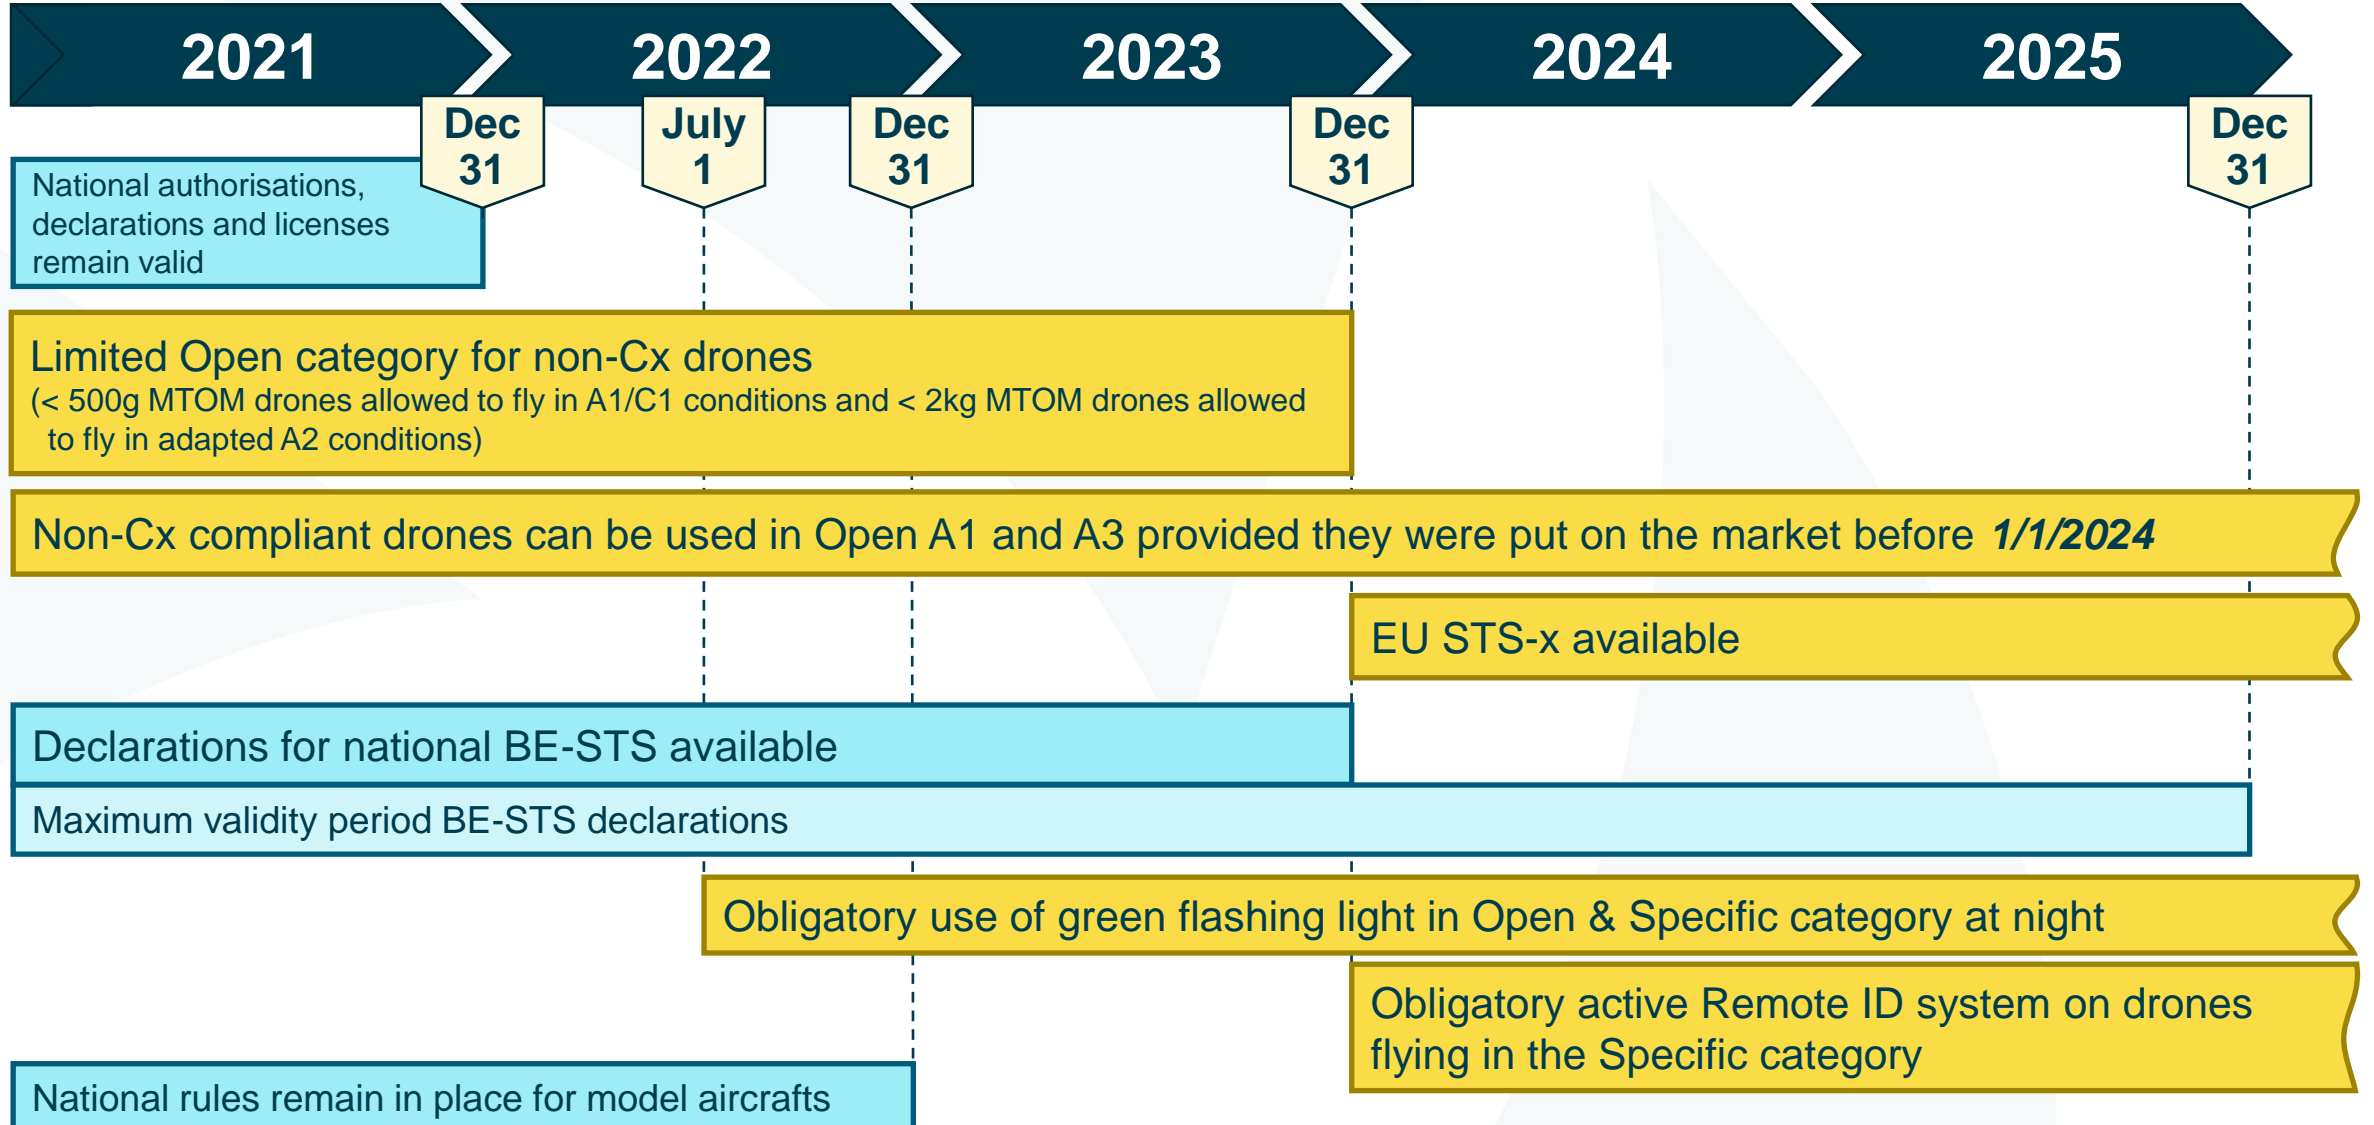 2021
2022
2023
2024
2025
Dec
31
July
1
Dec
31
Dec
31
Dec
31
National authorisations,
declarations and licenses
remain valid
Limited Open category for non-Cx drones
(< 500g MTOM drones allowed to fly in A1/C1 conditions and < 2kg MTOM drones allowed
to fly in adapted A2 conditions)
Non-Cx compliant drones can be used in Open A1 and A3 provided they were put on the market before 1/1/2024
EU STS-x available
Declarations for national BE-STS available
Maximum validity period BE-STS declarations
Obligatory use of green flashing light in Open & Specific category at night
Obligatory active Remote ID system on drones
flying in the Specific category
National rules remain in place for model aircrafts